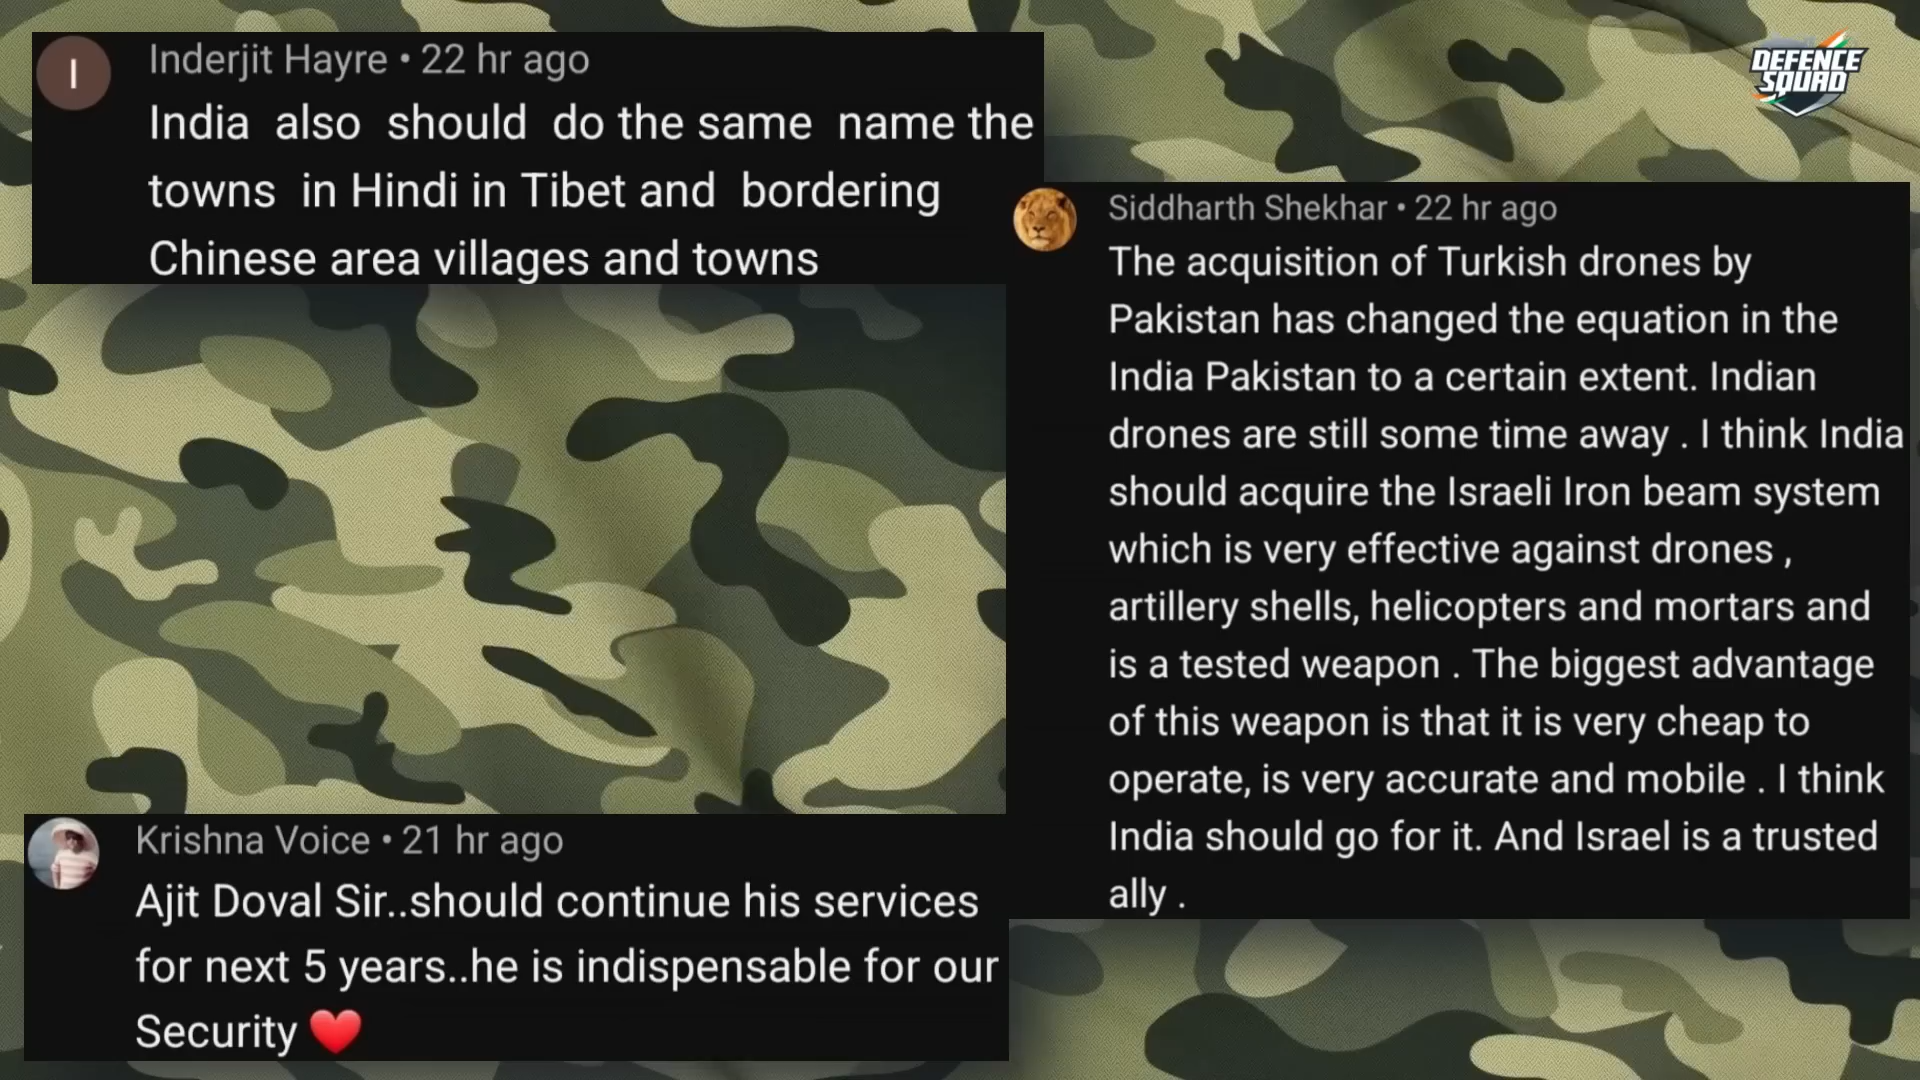 Inderjit Hayre • 22 hr ago
India also should do the same name the
towns in Hindi in Tibet and bordering
Chinese area villages and towns
I
DEFENCE
SQUAD
Siddharth Shekhar • 22 hr ago
The acquisition of Turkish drones by
Pakistan has changed the equation in the
India Pakistan to a certain extent. Indian
drones are still some time away . I think India
should acquire the Israeli Iron beam system
which is very effective against drones ,
artillery shells, helicopters and mortars and
is a tested weapon . The biggest advantage
of this weapon is that it is very cheap to
operate, is very accurate and mobile . I think
India should go for it. And Israel is a trusted
ally .
Krishna Voice • 21 hr ago
Ajit Doval Sir..should continue his services
for next 5 years..he is indispensable for our
Security ❤️